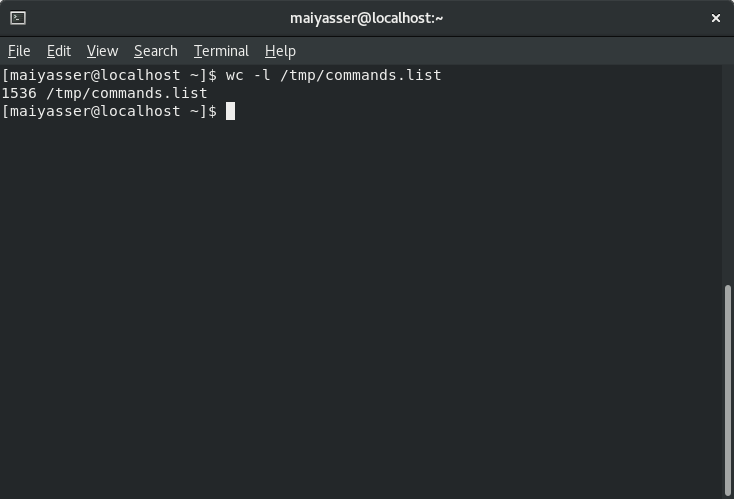 maiyasser@localhost:~
File Edit View Search Terminal Help
[maiyasser@localhost ~]$ wc -l /tmp/commands.list
1536 /tmp/commands.list
[maiyasser@localhost ~]$